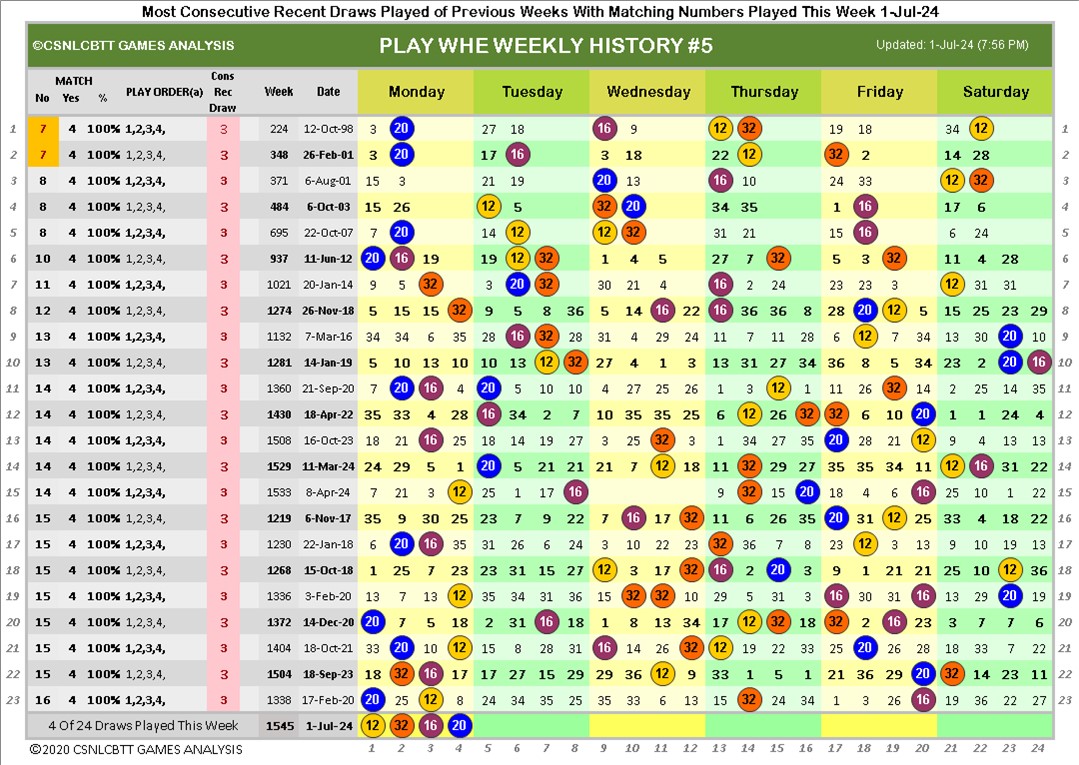 Most Consecutive Recent Draws Played of Previous Weeks With Matching Numbers Played This Week 1-Jul-24
©CSNLCBTT GAMES ANALYSIS PLAY WHE WEEKLY HISTORY #5 Updated: 1-Jul-24 (7:56 PM)
No MATCH Yes % PLAY ORDER(a) Cons Rec Draw Week Date Monday Tuesday Wednesday Thursday Friday Saturday
1 7 4 100% 1,2,3,4, 3 224 12-Oct-98 3 20 27 18 16 9 12 32 19 18 34 12 1
2 7 4 100% 1,2,3,4, 3 348 26-Feb-01 3 20 17 16 3 18 22 12 32 2 14 28 2
3 8 4 100% 1,2,3,4, 3 371 6-Aug-01 15 3 21 19 20 13 16 10 24 33 12 32 3
4 8 4 100% 1,2,3,4, 3 484 6-Oct-03 15 26 12 5 32 20 34 35 1 16 17 6 4
5 8 4 100% 1,2,3,4, 3 695 22-Oct-07 7 20 14 12 12 32 31 21 15 16 6 24 5
6 10 4 100% 1,2,3,4, 3 937 11-Jun-12 20 16 19 19 12 32 1 4 5 27 7 32 5 3 32 11 4 28 6
7 11 4 100% 1,2,3,4, 3 1021 20-Jan-14 9 5 32 3 20 32 30 21 4 16 2 24 23 23 3 12 31 31 7
8 12 4 100% 1,2,3,4, 3 1274 26-Nov-18 5 15 15 32 9 5 8 36 5 14 16 22 16 36 36 8 28 20 12 5 15 25 23 29 8
9 13 4 100% 1,2,3,4, 3 1132 7-Mar-16 34 34 6 35 28 16 32 28 31 4 29 24 11 7 11 28 6 12 7 34 13 30 20 9 9
10 13 4 100% 1,2,3,4, 3 1281 14-Jan-19 5 10 13 10 10 13 12 32 27 4 1 3 13 31 27 34 36 8 5 34 23 2 20 16 10
11 14 4 100% 1,2,3,4, 3 1360 21-Sep-20 7 20 16 4 20 5 10 10 4 27 25 26 3 15 12 1 11 26 32 14 2 25 14 35 11
12 14 4 100% 1,2,3,4, 3 1430 18-Apr-22 35 33 4 28 16 34 2 7 10 35 35 25 6 12 26 32 32 6 10 20 1 1 24 4 12
13 14 4 100% 1,2,3,4, 3 1508 16-Oct-23 18 21 16 25 18 14 19 27 3 25 32 3 1 34 27 35 20 28 21 12 9 4 13 13 13
14 14 4 100% 1,2,3,4, 3 1529 11-Mar-24 24 29 5 1 20 5 21 21 21 7 12 18 11 32 29 27 35 35 34 11 12 16 31 22 14
15 14 4 100% 1,2,3,4, 3 1533 8-Apr-24 7 21 3 12 25 1 17 16 9 32 15 20 18 4 6 16 25 10 1 22 15
16 15 4 100% 1,2,3,4, 3 1219 6-Nov-17 35 9 30 25 23 7 9 22 7 16 17 32 11 6 26 35 20 31 12 25 33 4 18 22 16
17 15 4 100% 1,2,3,4, 3 1230 22-Jan-18 6 20 16 35 31 26 6 24 3 10 22 23 32 36 7 8 23 12 3 13 9 10 19 13 17
18 15 4 100% 1,2,3,4, 3 1268 15-Oct-18 1 25 7 23 23 31 15 27 12 3 17 32 16 2 20 3 9 1 21 21 25 10 12 36 18
19 15 4 100% 1,2,3,4, 3 1336 3-Feb-20 13 7 13 12 35 34 31 36 15 32 32 10 29 5 31 3 16 30 31 16 13 29 20 19 19
20 15 4 100% 1,2,3,4, 3 1372 14-Dec-20 20 7 5 18 2 31 16 18 1 8 13 34 17 12 32 18 32 2 16 23 3 7 7 6 20
21 15 4 100% 1,2,3,4, 3 1404 18-Oct-21 33 20 10 12 15 8 28 31 16 14 26 32 12 19 22 33 25 20 26 28 18 33 7 22 21
22 15 4 100% 1,2,3,4, 3 1504 18-Sep-23 18 32 16 17 17 27 15 29 29 36 12 9 33 1 5 1 21 36 29 20 32 14 23 11 22
23 16 4 100% 1,2,3,4, 3 1338 17-Feb-20 20 25 12 8 24 34 35 25 35 33 6 13 15 32 24 34 1 3 26 16 19 36 22 27 23
4 Of 24 Draws Played This Week 1545 1-Jul-24 12 32 16 20
©2020 CSNLCBTT GAMES ANALYSIS 1 2 3 4 5 6 7 8 9 10 11 12 13 14 15 16 17 18 19 20 21 22 23 24